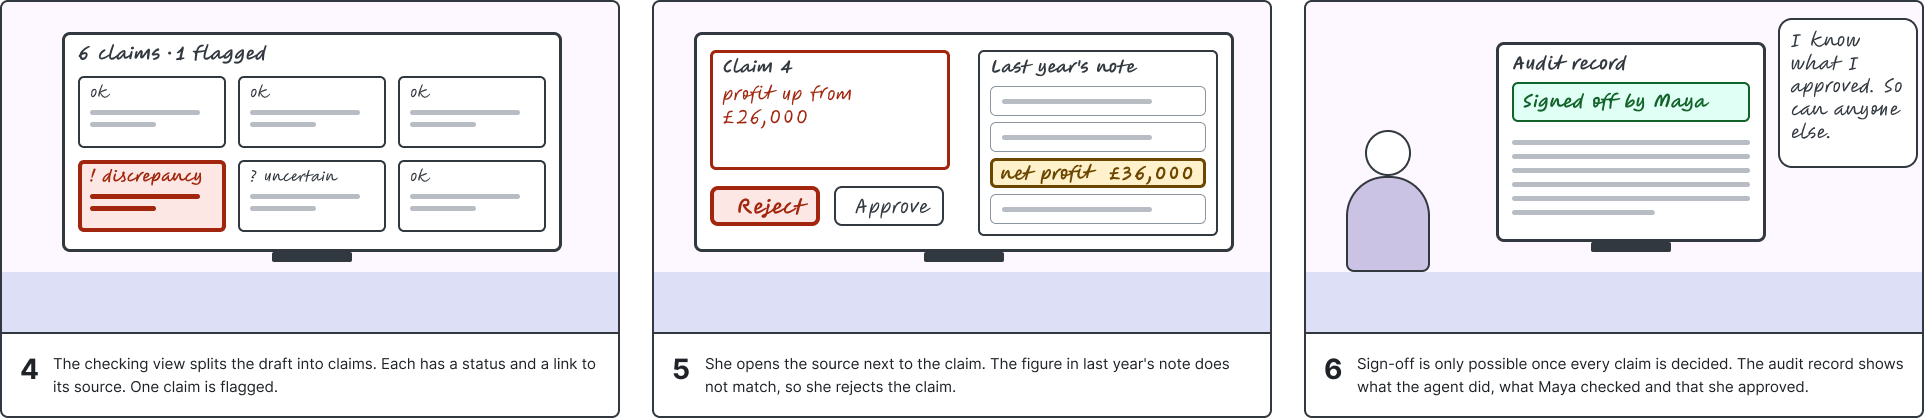 6 claims · 1 flagged
ok
ok
ok
! discrepancy
? uncertain
ok
4
The checking view splits the draft into claims. Each has a status and a link to
its source. One claim is flagged.
Claim 4
profit up from
£26,000
Reject
Approve
Last year's note
net profit £36,000
5
She opens the source next to the claim. The figure in last year's note does
not match, so she rejects the claim.
Audit record
Signed off by Maya
I know
what I
approved. So
can anyone
else.
6
Sign-off is only possible once every claim is decided. The audit record shows
what the agent did, what Maya checked and that she approved.